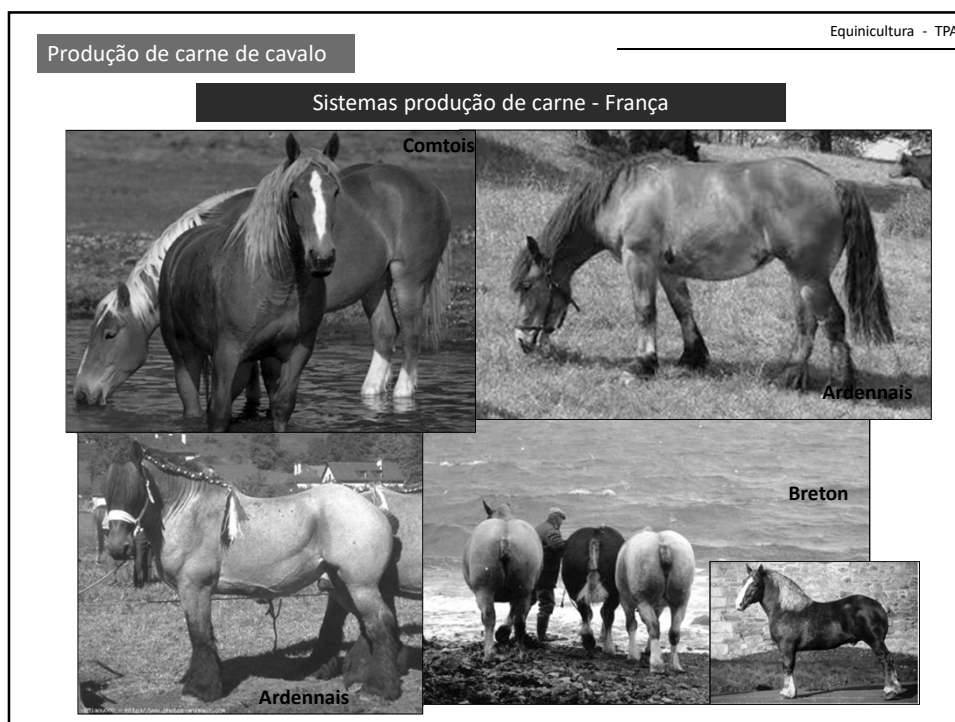 Equinicultura - TPA
Produção de carne de cavalo
Sistemas produção de carne - França
Comtois
Ardennais
Breton
Ardennais